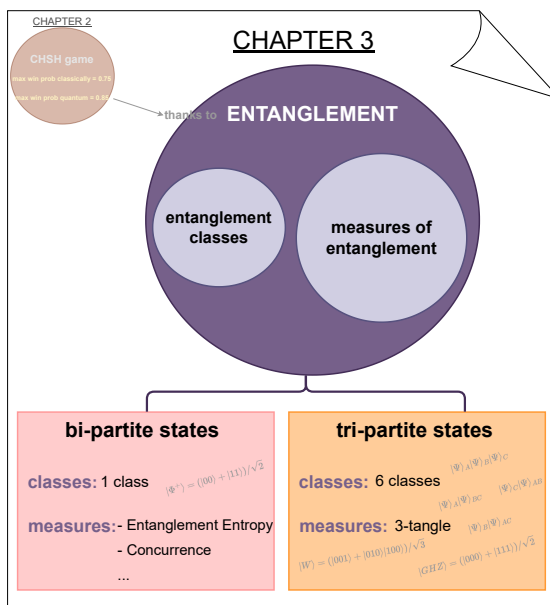 CHAPTER 2
CHSH game
max win prob classically = 0.75
max win prob quantum = 0.85
CHAPTER 3
thanks to ENTANGLEMENT
entanglement
classes
measures of
entanglement
bi-partite states
classes: 1 class
|Φ⁺⟩ = (|00⟩ + |11⟩)/√2
measures: - Entanglement Entropy
- Concurrence
...
tri-partite states
|Ψ⟩_A|Ψ⟩_B|Ψ⟩_C
classes: 6 classes
|Ψ⟩_C|Ψ⟩_AB
|Ψ⟩_A|Ψ⟩_BC
measures: 3-tangle
|Ψ⟩_B|Ψ⟩_AC
|W⟩ = (|001⟩ + |010⟩|100⟩)/√3
|GHZ⟩ = (|000⟩ + |111⟩)/√2